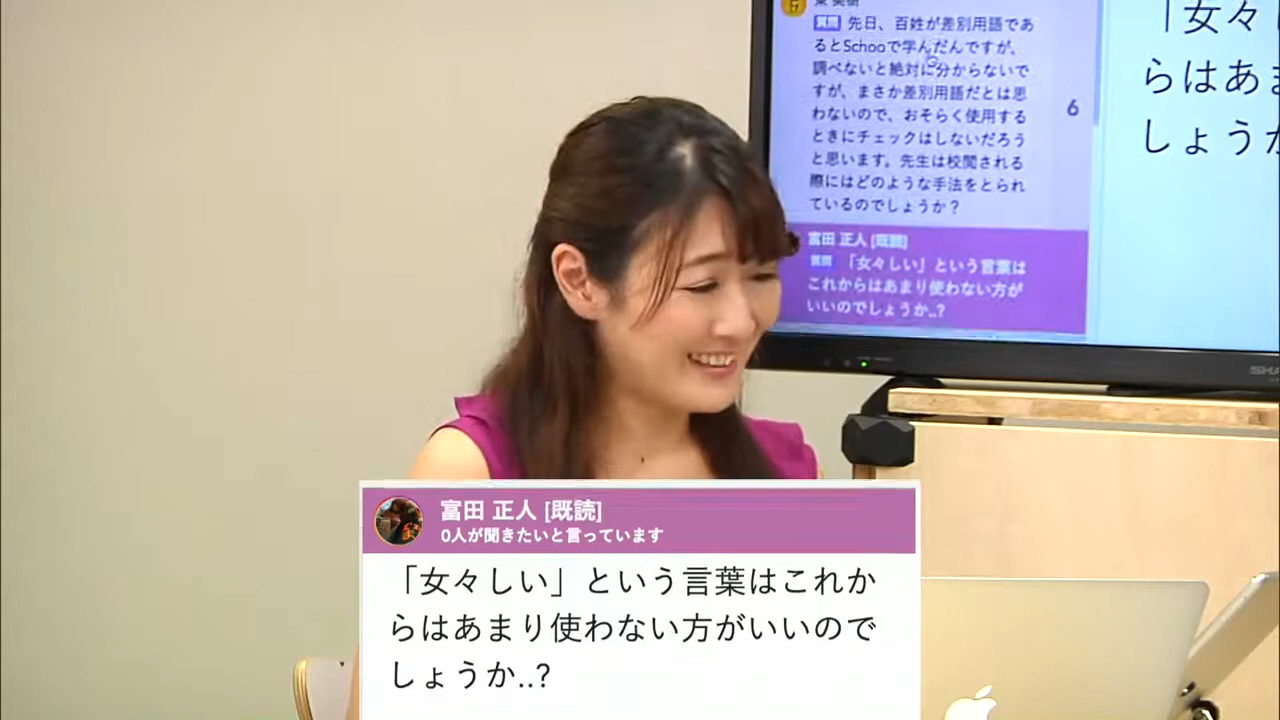 質問 先日、百姓が差別用語であ
るとSchooで学んだんですが、
調べないと絶対に分からないで
すが、まさか差別用語だとは思
わないので、おそらく使用する
ときにチェックはしないだろう
と思います。先生は校閲される
際にはどのような手法をとられ
ているのでしょうか？
6
富田 正人 [既読]
質問 「女々しい」という言葉は
これからはあまり使わない方が
いいのでしょうか..?
「女々し
らはあま
しょうか
富田 正人 [既読]
0人が聞きたいと言っています
「女々しい」という言葉はこれか
らはあまり使わない方がいいので
しょうか..?